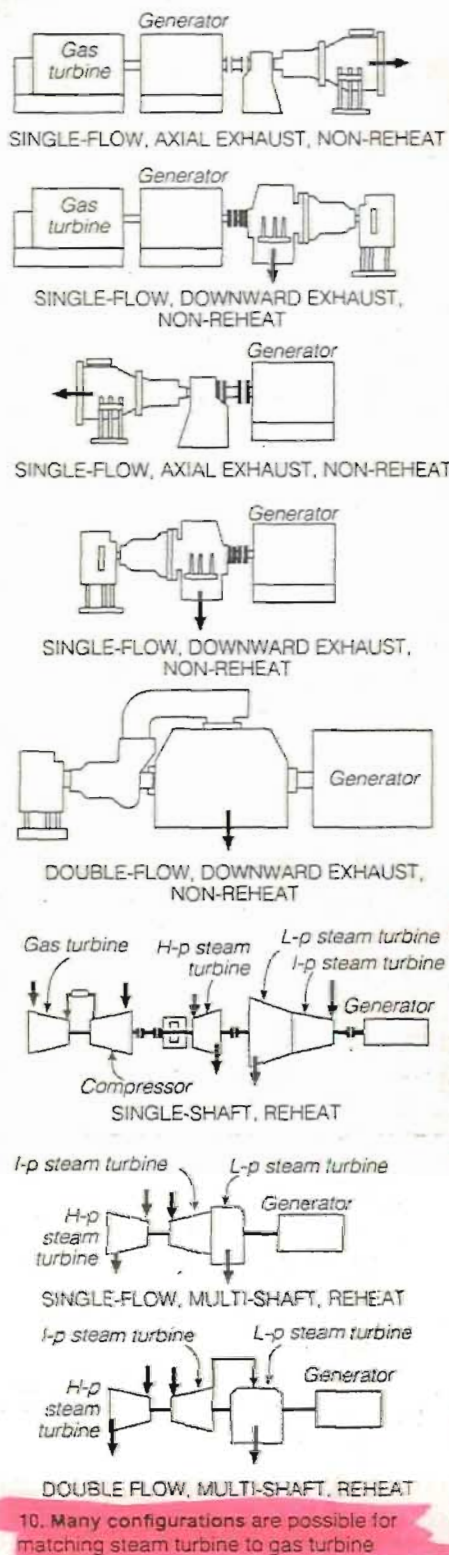 Generator
Gas
turbine
SINGLE-FLOW, AXIAL EXHAUST, NON-REHEAT
Generator
Gas
turbine
SINGLE-FLOW, DOWNWARD EXHAUST,
NON-REHEAT
Generator
SINGLE-FLOW, AXIAL EXHAUST, NON-REHEAT
Generator
SINGLE-FLOW, DOWNWARD EXHAUST,
NON-REHEAT
Generator
DOUBLE-FLOW, DOWNWARD EXHAUST,
NON-REHEAT
L-p steam turbine
Gas turbine
H-p steam
turbine
I-p steam turbine
Generator
Compressor
SINGLE-SHAFT, REHEAT
I-p steam turbine
L-p steam turbine
Generator
H-p
steam
turbine
SINGLE-FLOW, MULTI-SHAFT, REHEAT
I-p steam turbine
L-p steam turbine
Generator
H-p
steam
turbine
DOUBLE FLOW, MULTI-SHAFT, REHEAT
10. Many configurations are possible for
matching steam turbine to gas turbine